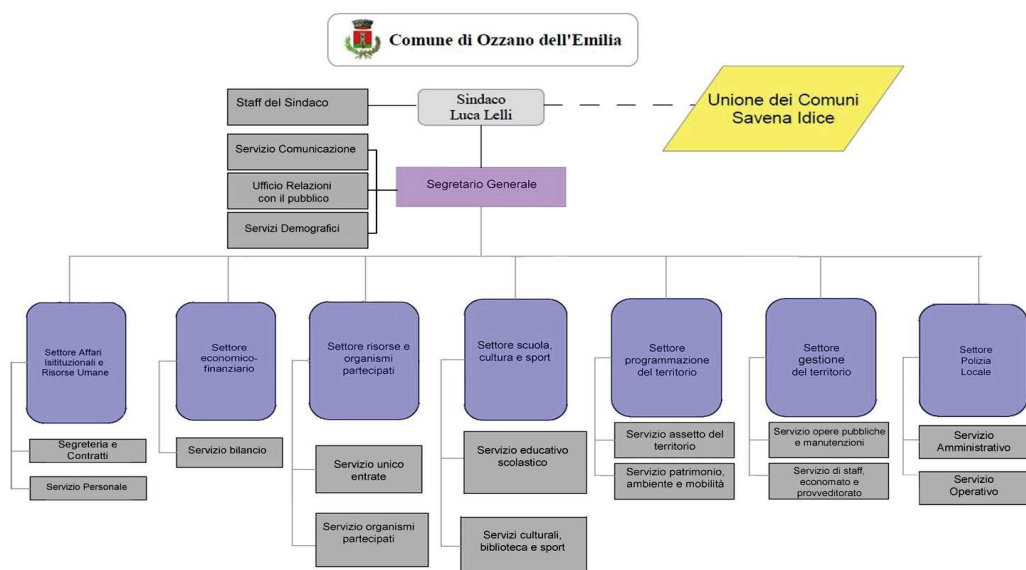 Comune di Ozzano dell'Emilia
Staff del Sindaco
Sindaco
Luca Lelli
Unione dei Comuni
Savena Idice
Servizio Comunicazione
Ufficio Relazioni
con il pubblico
Servizi Demografici
Segretario Generale
Settore Affari
Isitituzionali e
Risorse Umane
Segreteria e
Contratti
Servizio Personale
Settore
economico-
finanziario
Servizio bilancio
Settore risorse e
organismi
partecipati
Servizio unico
entrate
Servizio organismi
partecipati
Settore scuola,
cultura e sport
Servizio educativo
scolastico
Servizi culturali,
biblioteca e sport
Settore
programmazione
del territorio
Servizio assetto del
territorio
Servizio patrimonio,
ambiente e mobilità
Settore
gestione
del territorio
Servizio opere pubbliche
e manutenzioni
Servizio di staff,
economato e
provveditorato
Settore
Polizia
Locale
Servizio
Amministrativo
Servizio
Operativo